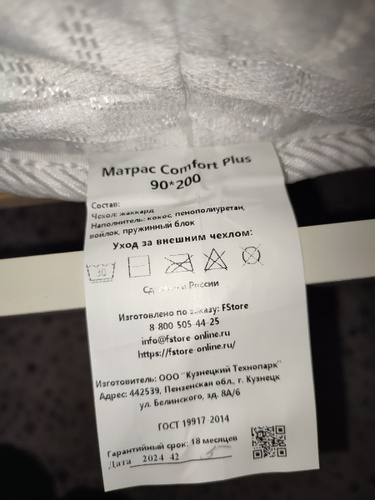 Матрас Comfort Plus
90*200
Состав:
Чехол: жаккард
Наполнитель: кокос, пенополиуретан,
войлок, пружинный блок
Уход за внешним чехлом:
30
России
Изготовлено по заказу: FStore
8-800-505-44-25
info@fstore-online.ru
https://fstore-online.ru/
Изготовитель: ООО "Кузнецкий Технопарк"
Адрес: 442539, Пензенская обл., г. Кузнецк
ул. Белинского, зд. 8А/6
ГОСТ 19917-2014
Гарантийный срок: 18 месяцев
Дата 2024 42